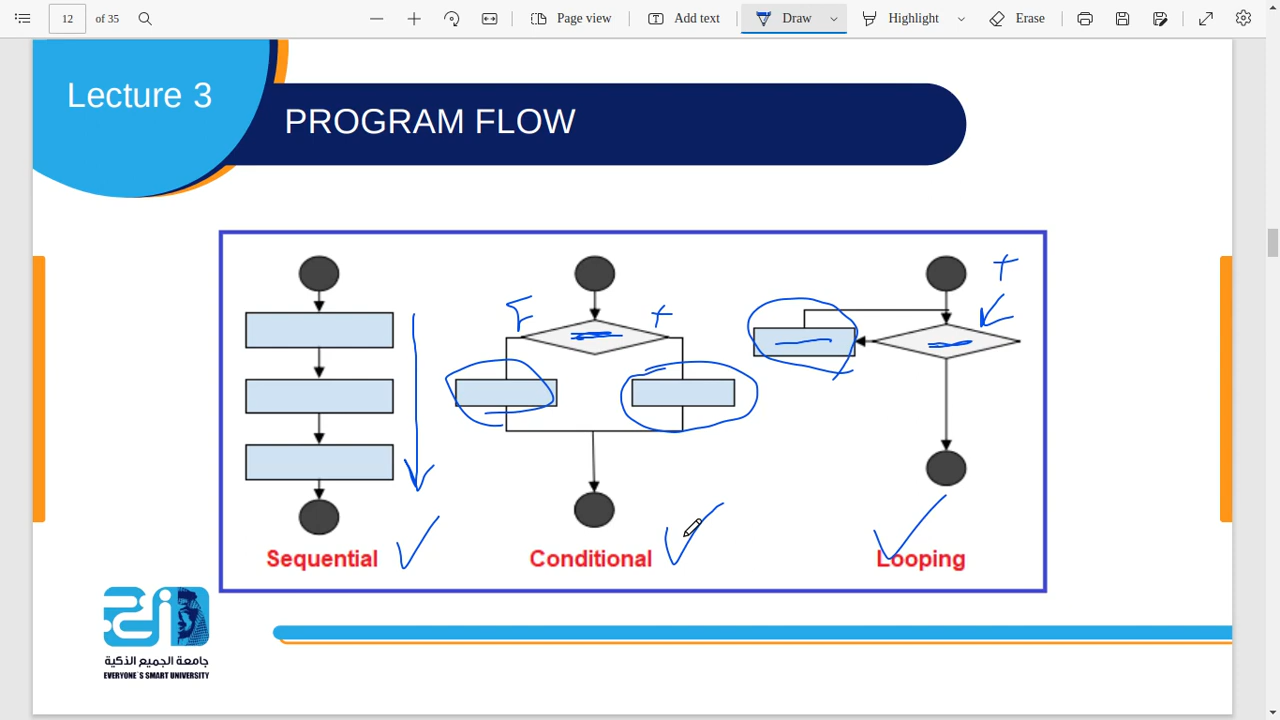 12 of 35 Page view Add text Draw Highlight Erase
Lecture 3
PROGRAM FLOW
F + +
Sequential Conditional Looping
جامعة الجميع الذكية
EVERYONE`S SMART UNIVERSITY